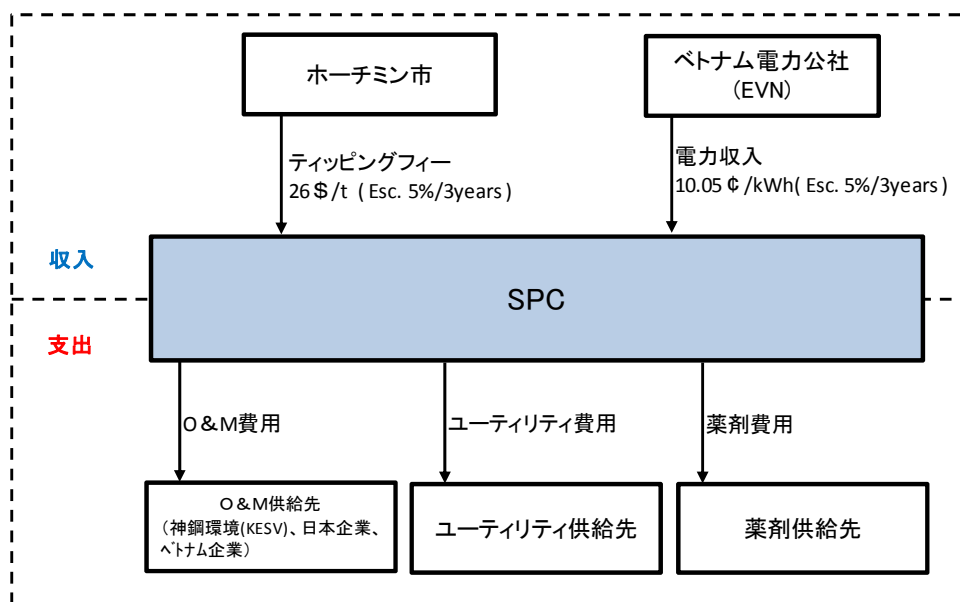 ホーチミン市
ベトナム電力公社
(EVN)
ティッピングフィー
26＄/t ( Esc. 5%/3years )
電力収入
10.05￠/kWh( Esc. 5%/3years )
収入
SPC
支出
O＆M費用
ユーティリティ費用
薬剤費用
O＆M供給先
（神鋼環境(KESV)、日本企業、
ﾍﾞﾄﾅﾑ企業）
ユーティリティ供給先
薬剤供給先